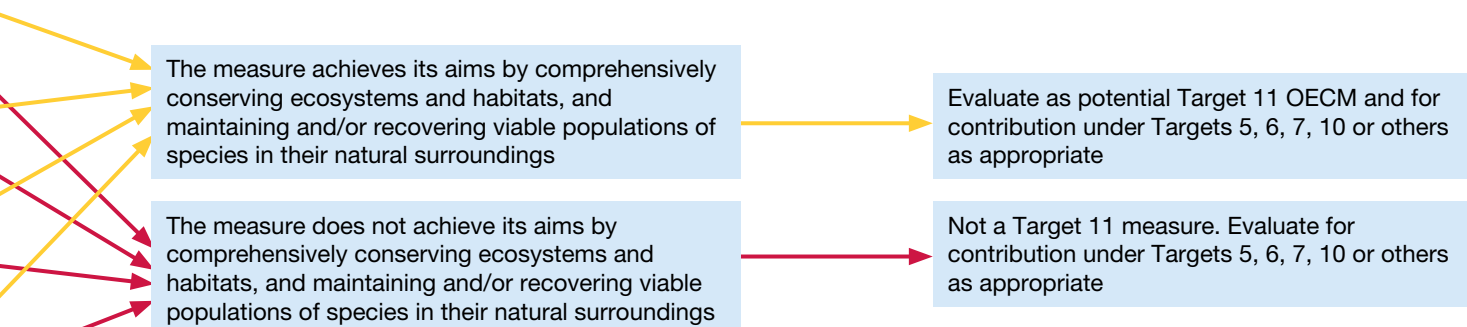 The measure achieves its aims by comprehensively
conserving ecosystems and habitats, and
maintaining and/or recovering viable populations of
species in their natural surroundings
Evaluate as potential Target 11 OECM and for
contribution under Targets 5, 6, 7, 10 or others
as appropriate
The measure does not achieve its aims by
comprehensively conserving ecosystems and
habitats, and maintaining and/or recovering viable
populations of species in their natural surroundings
Not a Target 11 measure. Evaluate for
contribution under Targets 5, 6, 7, 10 or others
as appropriate